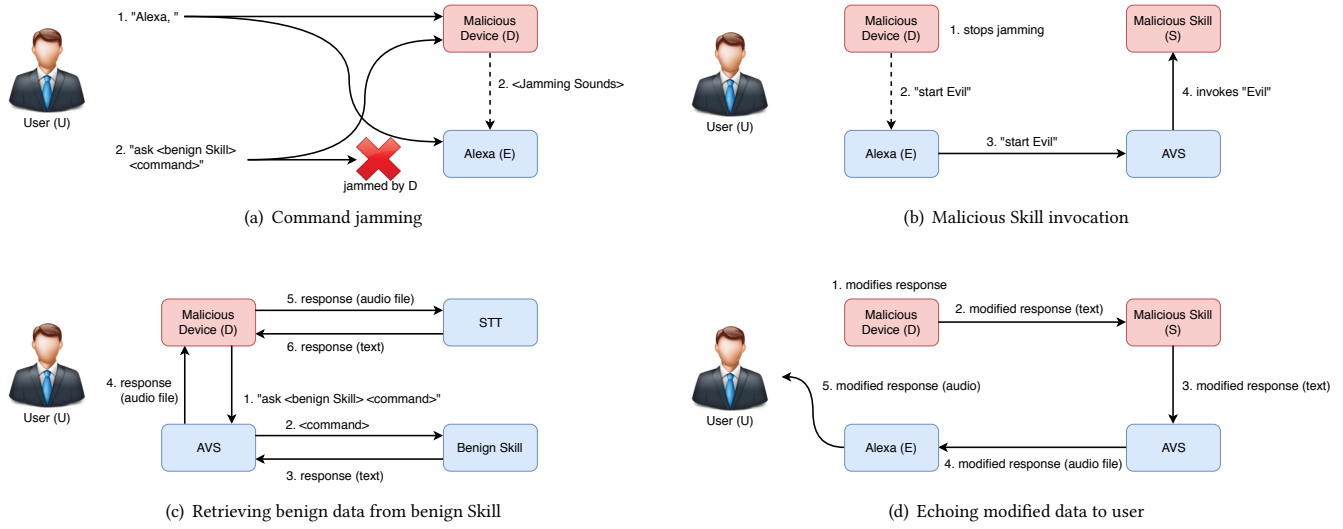 1. "Alexa, "
Malicious
Device (D)
2. <Jamming Sounds>
User (U)
2. "ask <benign Skill>
<command>"
Alexa (E)
jammed by D
(a) Command jamming
Malicious
Device (D)
1. stops jamming
Malicious Skill
(S)
2. "start Evil"
4. invokes "Evil"
User (U)
Alexa (E)
3. "start Evil"
AVS
(b) Malicious Skill invocation
Malicious
Device (D)
5. response (audio file)
STT
6. response (text)
4. response
(audio file)
1. "ask <benign Skill> <command>"
User (U)
AVS
2. <command>
Benign Skill
3. response (text)
(c) Retrieving benign data from benign Skill
1. modifies response
Malicious
Device (D)
2. modified response (text)
Malicious Skill
(S)
5. modified response (audio)
3. modified response (text)
User (U)
Alexa (E)
AVS
4. modified response (audio file)
(d) Echoing modified data to user